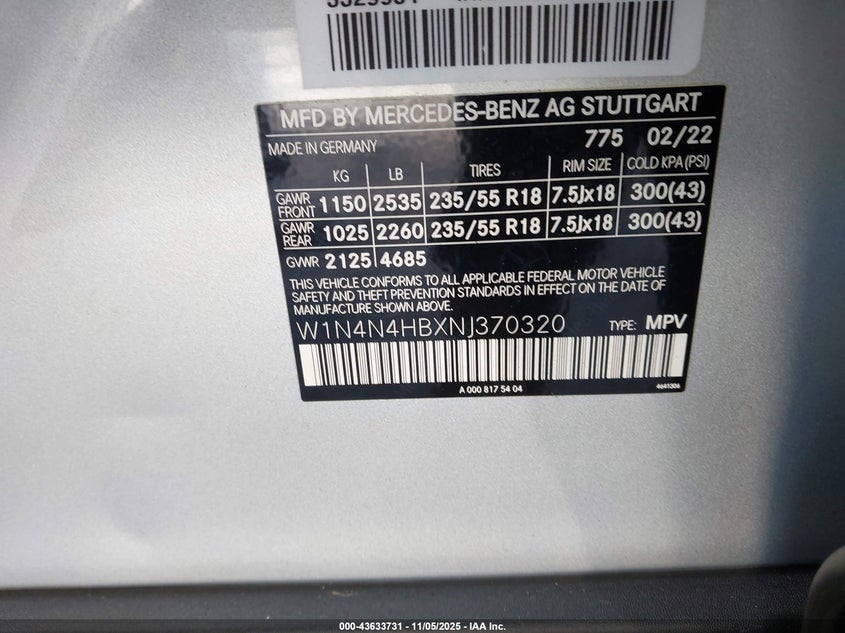 MFD BY MERCEDES-BENZ AG STUTTGART
MADE IN GERMANY 775 02/22
KG LB TIRES RIM SIZE COLD KPA (PSI)
GAWR FRONT 1150 2535 235/55 R18 7.5Jx18 300(43)
GAWR REAR 1025 2260 235/55 R18 7.5Jx18 300(43)
GVWR 2125 4685
THIS VEHICLE CONFORMS TO ALL APPLICABLE FEDERAL MOTOR VEHICLE
SAFETY AND THEFT PREVENTION STANDARDS IN EFFECT ON THE DATE OF
MANUFACTURE SHOWN ABOVE.
W1N4N4HBXNJ370320 TYPE: MPV
A 000 817 54 04 4641306
000-43633731 - 11/05/2025 - IAA Inc.